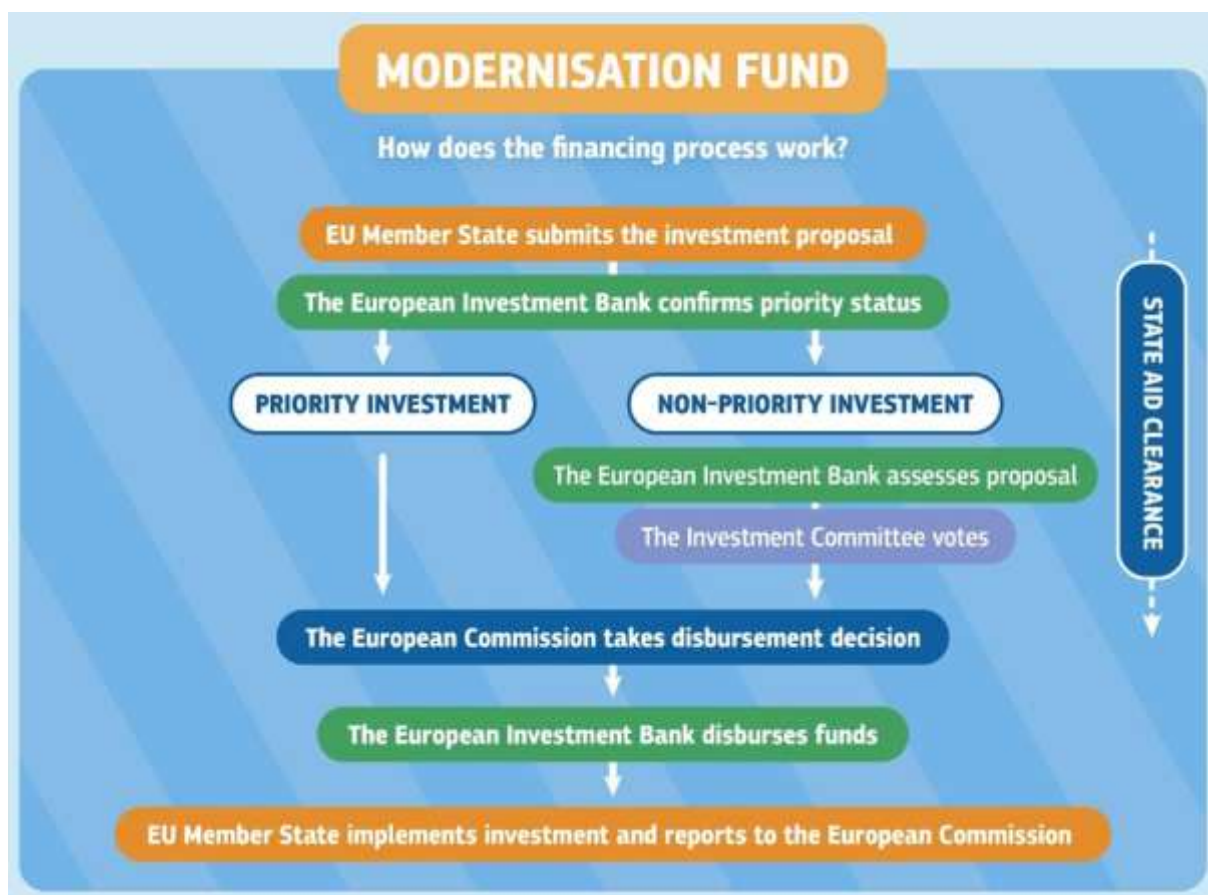 MODERNISATION FUND
How does the financing process work?
EU Member State submits the investment proposal
The European Investment Bank confirms priority status
PRIORITY INVESTMENT
NON-PRIORITY INVESTMENT
The European Investment Bank assesses proposal
The Investment Committee votes
The European Commission takes disbursement decision
The European Investment Bank disburses funds
EU Member State implements investment and reports to the European Commission
STATE AID CLEARANCE